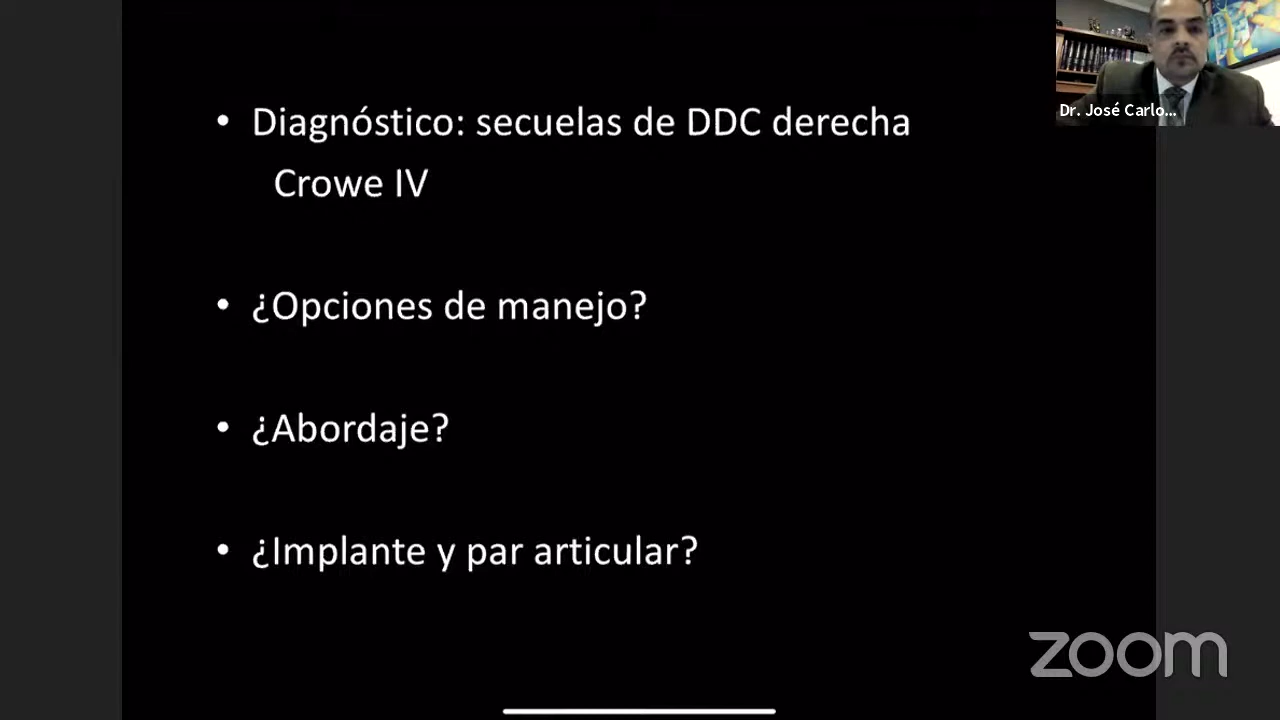 • Diagnóstico: secuelas de DDC derecha
Crowe IV
• ¿Opciones de manejo?
• ¿Abordaje?
• ¿Implante y par articular?
Dr. José Carlo...
zoom